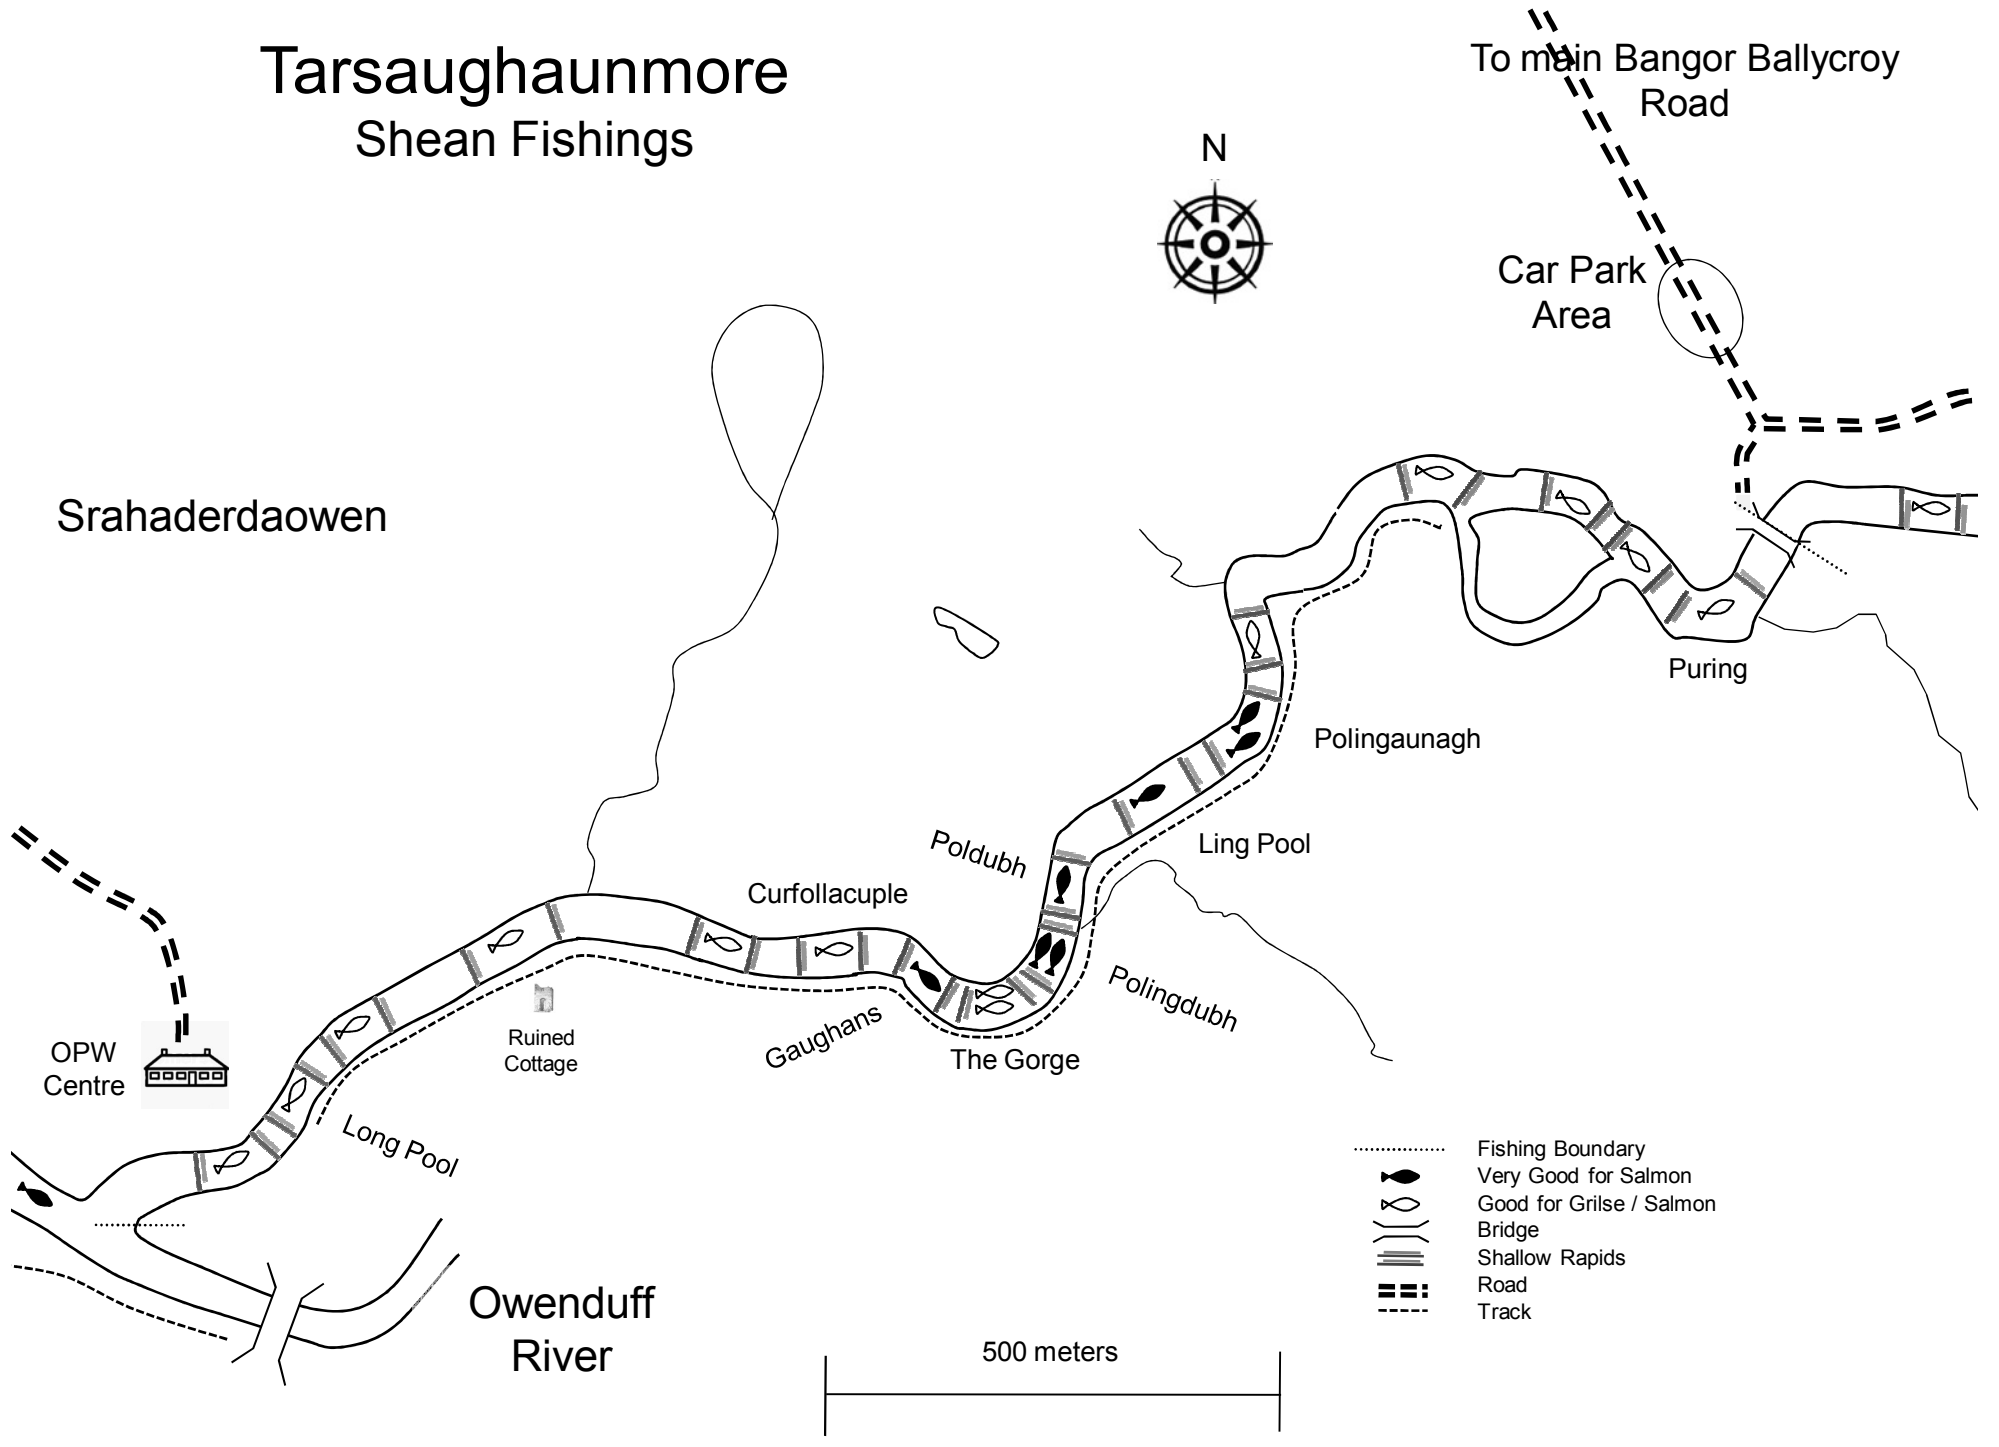 Tarsaughaunmore
Shean Fishings
To main Bangor Ballycroy
Road
N
Car Park
Area
Srahaderdaowen
Puring
Polingaunagh
Ling Pool
Poldubh
Curfollacuple
Polingdubh
Gaughans
The Gorge
Ruined
Cottage
OPW
Centre
Long Pool
Fishing Boundary
Very Good for Salmon
Good for Grilse / Salmon
Bridge
Shallow Rapids
Road
Track
Owenduff
River
500 meters